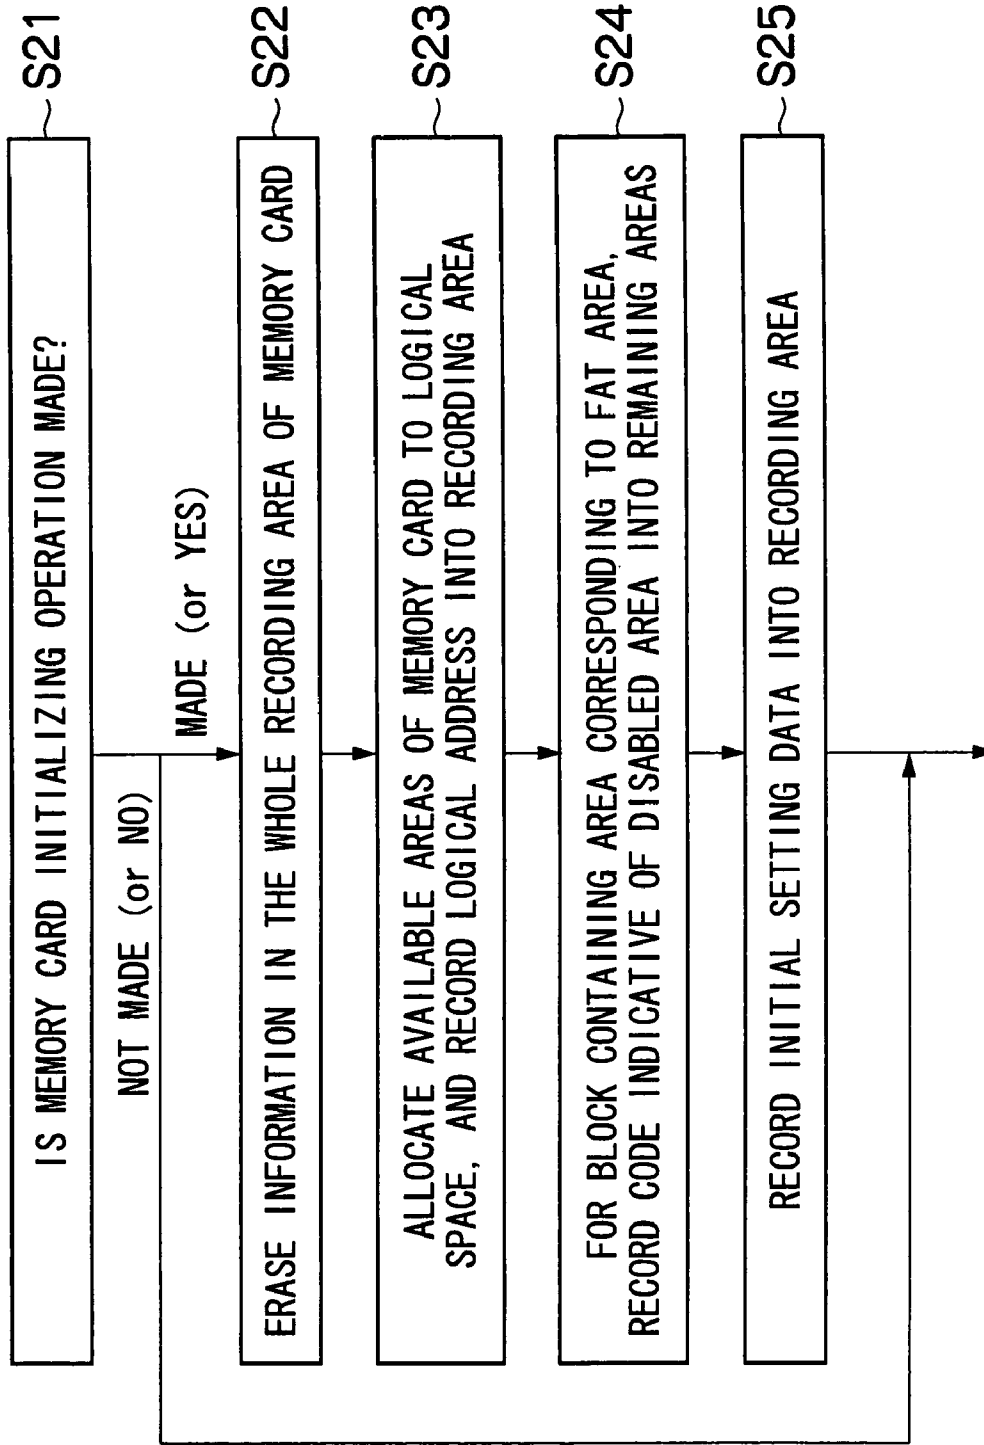 IS MEMORY CARD INITIALIZING OPERATION MADE?
S21
NOT MADE (or NO)
MADE (or YES)
ERASE INFORMATION IN THE WHOLE RECORDING AREA OF MEMORY CARD
S22
ALLOCATE AVAILABLE AREAS OF MEMORY CARD TO LOGICAL
SPACE, AND RECORD LOGICAL ADDRESS INTO RECORDING AREA
S23
FOR BLOCK CONTAINING AREA CORRESPONDING TO FAT AREA,
RECORD CODE INDICATIVE OF DISABLED AREA INTO REMAINING AREAS
S24
RECORD INITIAL SETTING DATA INTO RECORDING AREA
S25